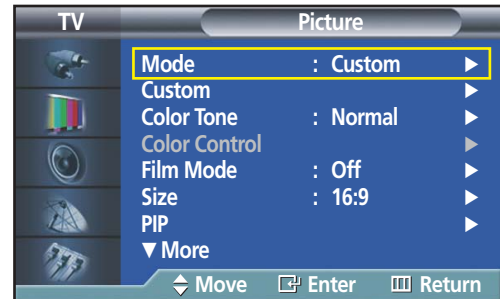 TV Picture
Mode : Custom ▶
Custom ▶
Color Tone : Normal ▶
Color Control ▶
Film Mode : Off ▶
Size : 16:9 ▶
PIP ▶
▼ More
Move Enter Return